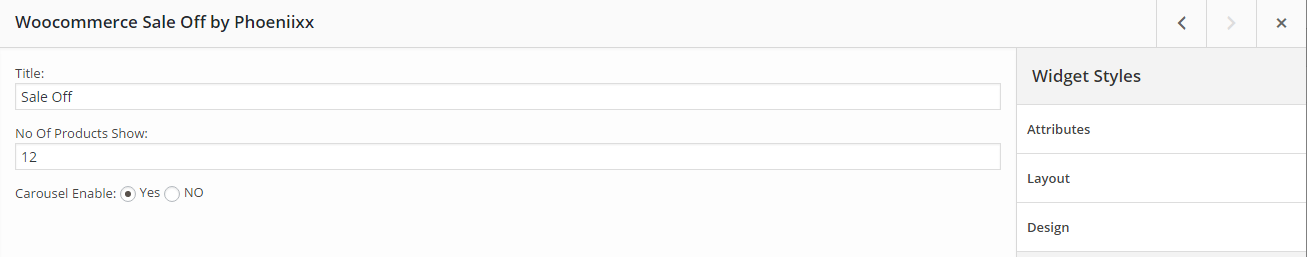 Woocommerce Sale Off by Phoeniixx
Title:
Sale Off
No Of Products Show:
12
Carousel Enable: Yes NO
Widget Styles
Attributes
Layout
Design